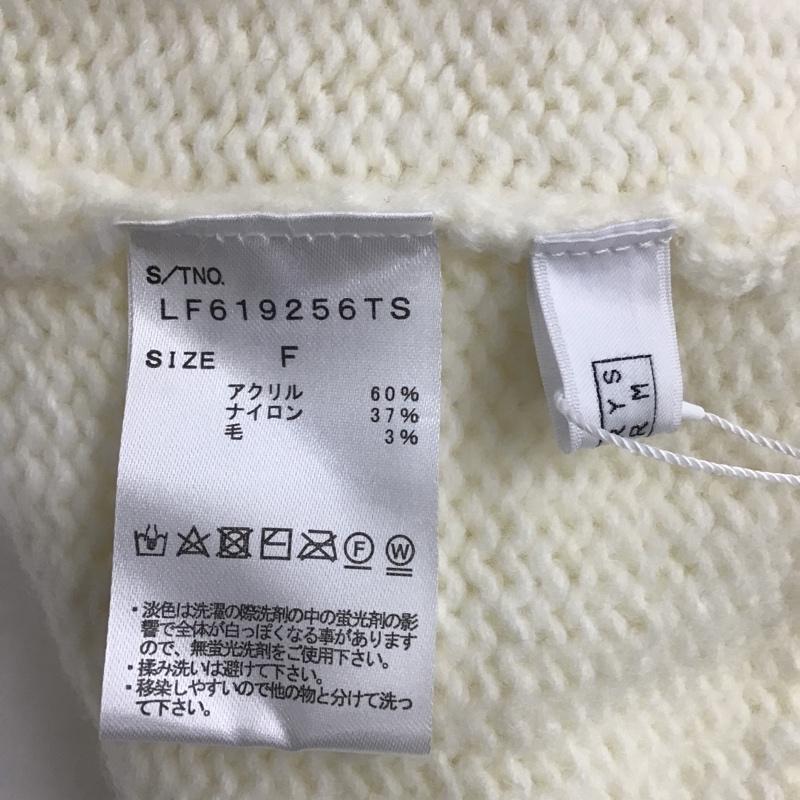 S/TNO.
LF619256TS
SIZE F
アクリル 60%
ナイロン 37%
毛 3%
F W
・淡色は洗濯の際洗剤の中の蛍光剤の影
響で全体が白っぽくなる事があります
ので、無蛍光洗剤をご使用下さい。
・揉み洗いは避けて下さい。
・移染しやすいので他の物と分けて洗っ
て下さい。
RYS
RM